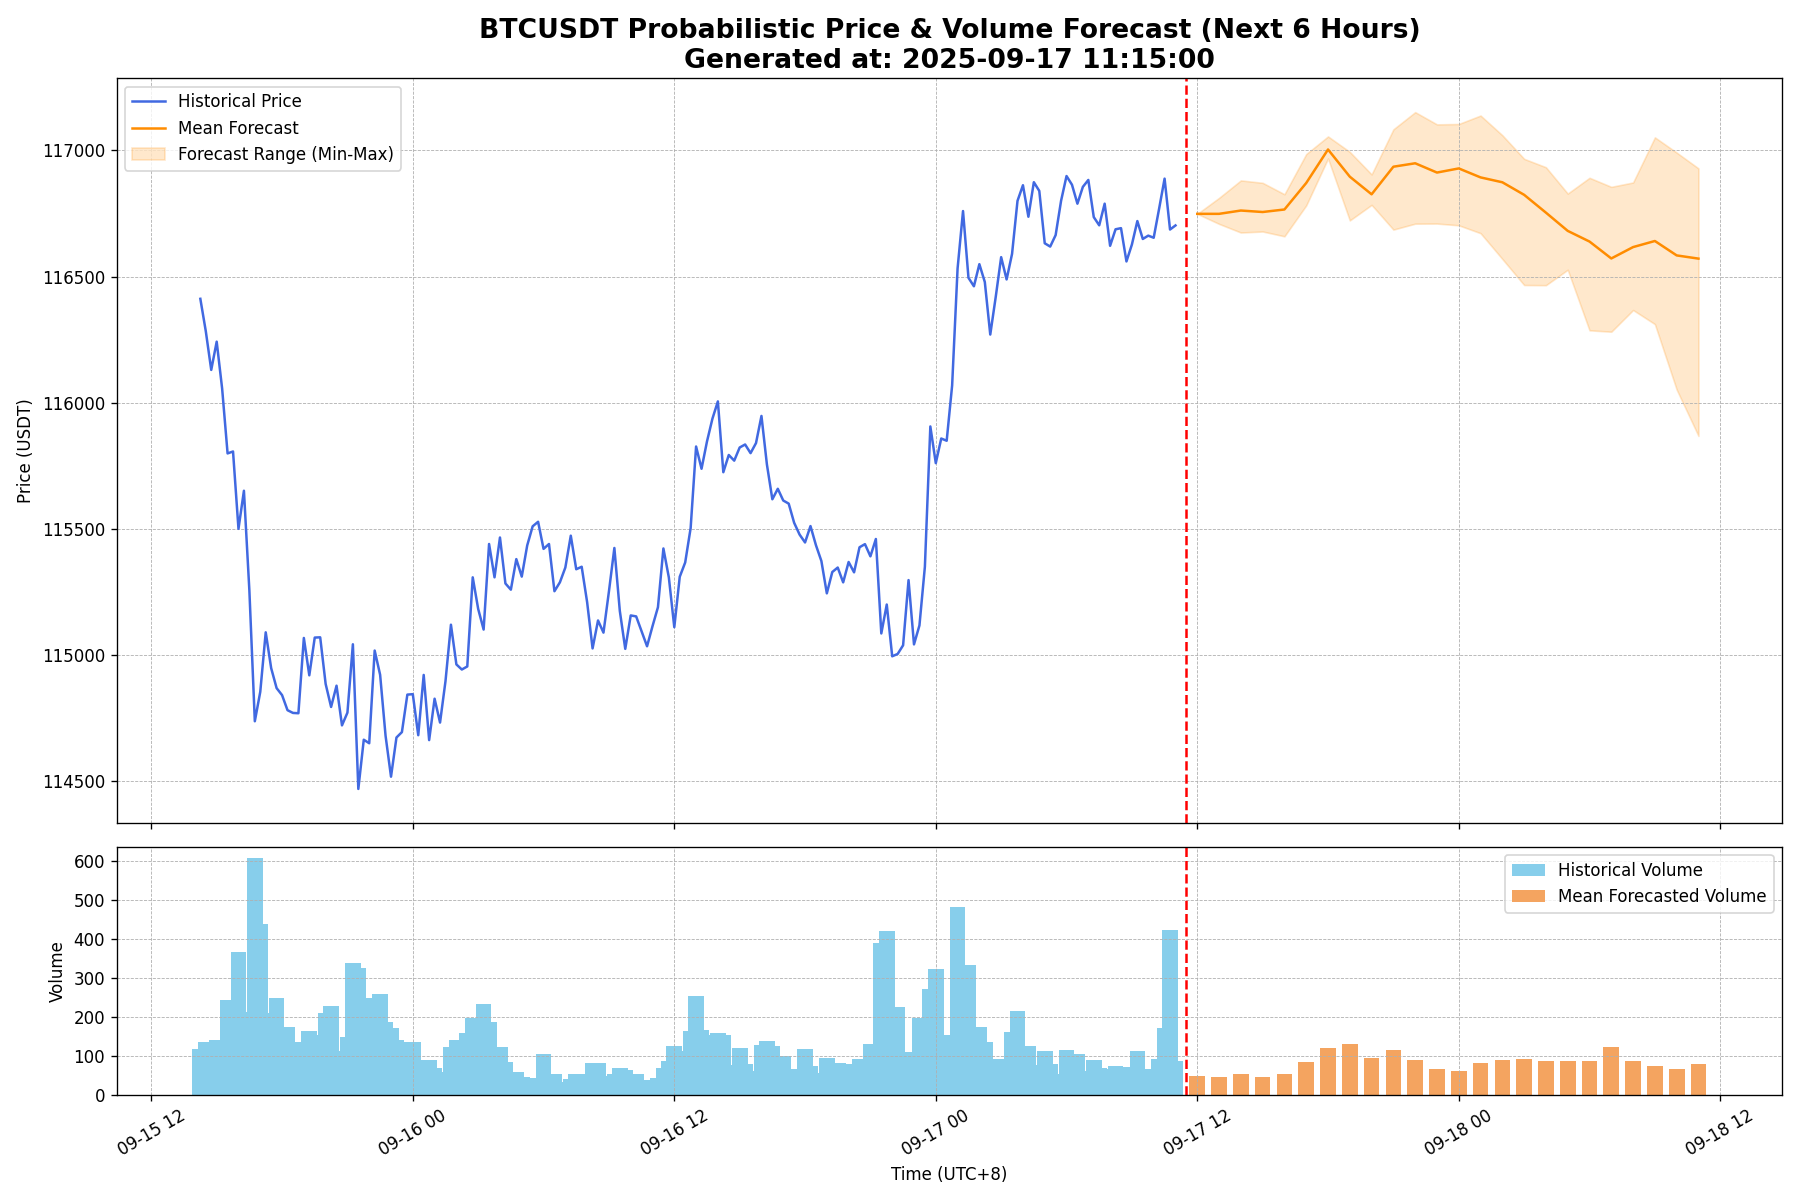 BTCUSDT Probabilistic Price & Volume Forecast (Next 6 Hours)
Generated at: 2025-09-17 11:15:00
Historical Price
Mean Forecast
Forecast Range (Min-Max)
117000
116500
116000
115500
115000
114500
Price (USDT)
Historical Volume
Mean Forecasted Volume
600
500
400
300
200
100
0
Volume
09-15 12
09-16 00
09-16 12
09-17 00
09-17 12
09-18 00
09-18 12
Time (UTC+8)